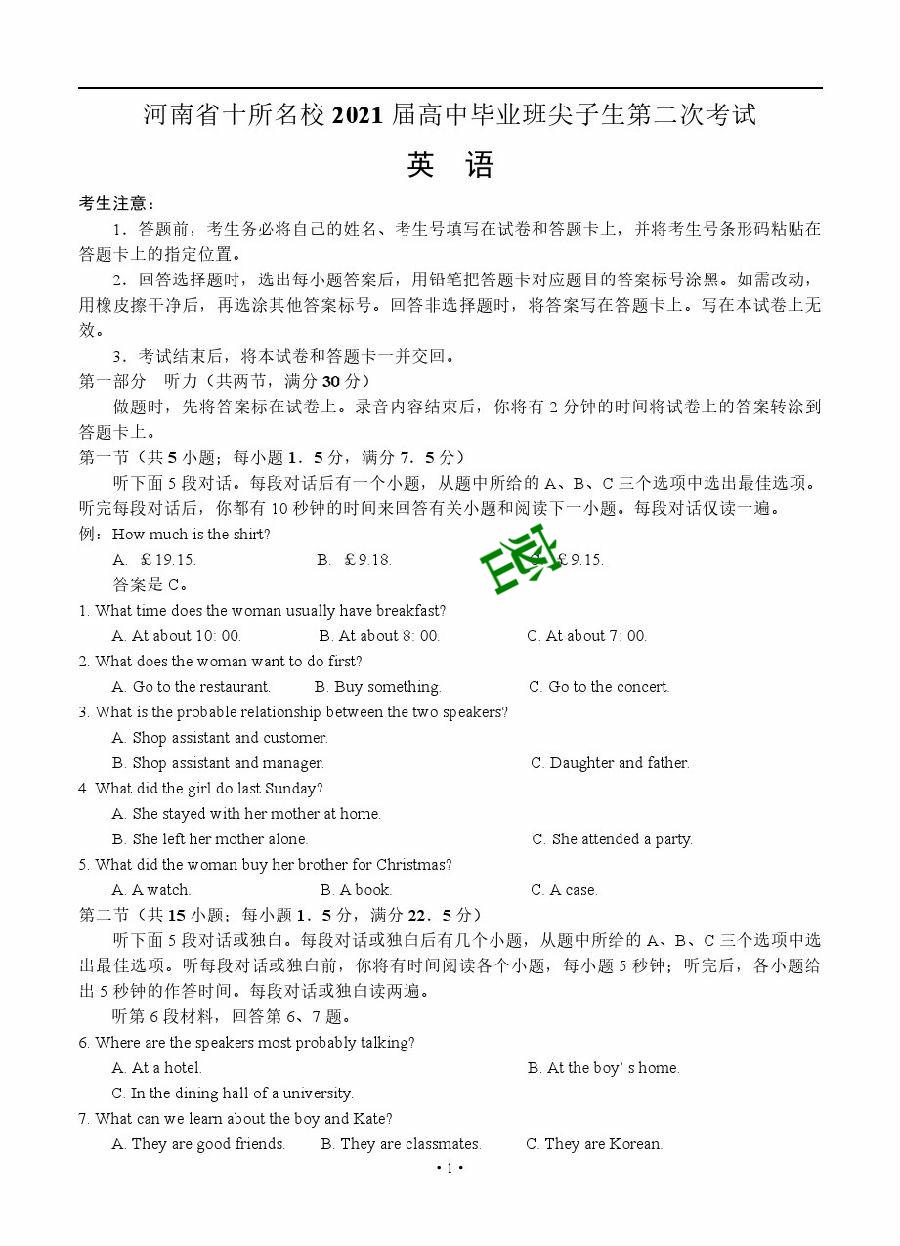 河南省十所名校 2021 届高中毕业班尖子生第二次考试
英 语
考生注意：
1．答题前，考生务必将自己的姓名、考生号填写在试卷和答题卡上，并将考生号条形码粘贴在
答题卡上的指定位置。
2．回答选择题时，选出每小题答案后，用铅笔把答题卡对应题目的答案标号涂黑。如需改动，
用橡皮擦干净后，再选涂其他答案标号。回答非选择题时，将答案写在答题卡上。写在本试卷上无
效。
3．考试结束后，将本试卷和答题卡一并交回。
第一部分 听力（共两节，满分 30 分）
做题时，先将答案标在试卷上。录音内容结束后，你将有 2 分钟的时间将试卷上的答案转涂到
答题卡上。
第一节（共 5 小题；每小题 1．5 分，满分 7．5 分）
听下面 5 段对话。每段对话后有一个小题，从题中所给的 A、B、C 三个选项中选出最佳选项。
听完每段对话后，你都有 10 秒钟的时间来回答有关小题和阅读下一小题。每段对话仅读一遍。
例：How much is the shirt?
A. ￡19.15. B. ￡9.18. C. ￡9.15.
答案是 C。
1. What time does the woman usually have breakfast?
A. At about 10: 00. B. At about 8: 00. C. At about 7: 00.
2. What does the woman want to do first?
A. Go to the restaurant. B. Buy something. C. Go to the concert.
3. What is the probable relationship between the two speakers?
A. Shop assistant and customer.
B. Shop assistant and manager. C. Daughter and father.
4. What did the girl do last Sunday?
A. She stayed with her mother at home.
B. She left her mother alone. C. She attended a party.
5. What did the woman buy her brother for Christmas?
A. A watch. B. A book. C. A case.
第二节（共 15 小题；每小题 1．5 分，满分 22．5 分）
听下面 5 段对话或独白。每段对话或独白后有几个小题，从题中所给的 A、B、C 三个选项中选
出最佳选项。听每段对话或独白前，你将有时间阅读各个小题，每小题 5 秒钟；听完后，各小题给
出 5 秒钟的作答时间。每段对话或独白读两遍。
听第 6 段材料，回答第 6、7 题。
6. Where are the speakers most probably talking?
A. At a hotel. B. At the boy' s home.
C. In the dining hall of a university.
7. What can we learn about the boy and Kate?
A. They are good friends. B. They are classmates. C. They are Korean.
• 1 •